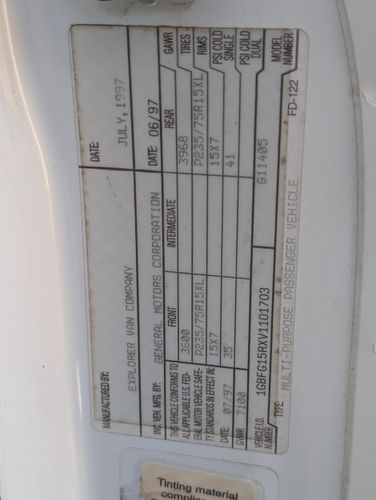 MANUFACTURED BY: EXPLORER VAN COMPANY DATE: JULY, 1997
INC. VEH. MFG. BY: GENERAL MOTORS CORPORATION DATE: 06/97
THIS VEHICLE CONFORMS TO ALL APPLICABLE U.S. FEDERAL MOTOR VEHICLE SAFETY STANDARDS IN EFFECT IN:
FRONT INTERMEDIATE REAR
3600 3968 GAWR
P235/75R15XL P235/75R15XL TIRES
15X7 15X7 RIMS
35 41 PSI COLD SINGLE
DATE: 07/97 PSI COLD DUAL
GVWR: 7100
VEHICLE I.D. NUMBER 1GBFG15RXV1101703 G11405 MODEL NUMBER
TYPE: MULTI-PURPOSE PASSENGER VEHICLE FD-122
Tinting material